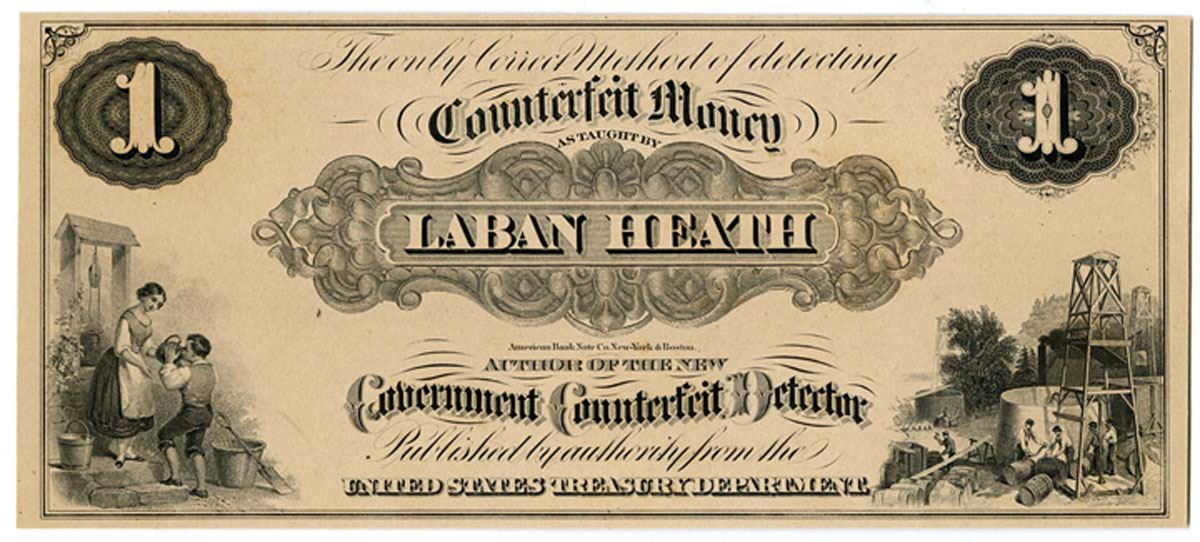 1 1
The only Correct Method of detecting
Counterfeit Money
AS TAUGHT BY
LABAN HEATH
American Bank Note Co. New-York & Boston.
AUTHOR OF THE NEW
Government Counterfeit Detector
Published by authority from the
UNITED STATES TREASURY DEPARTMENT.